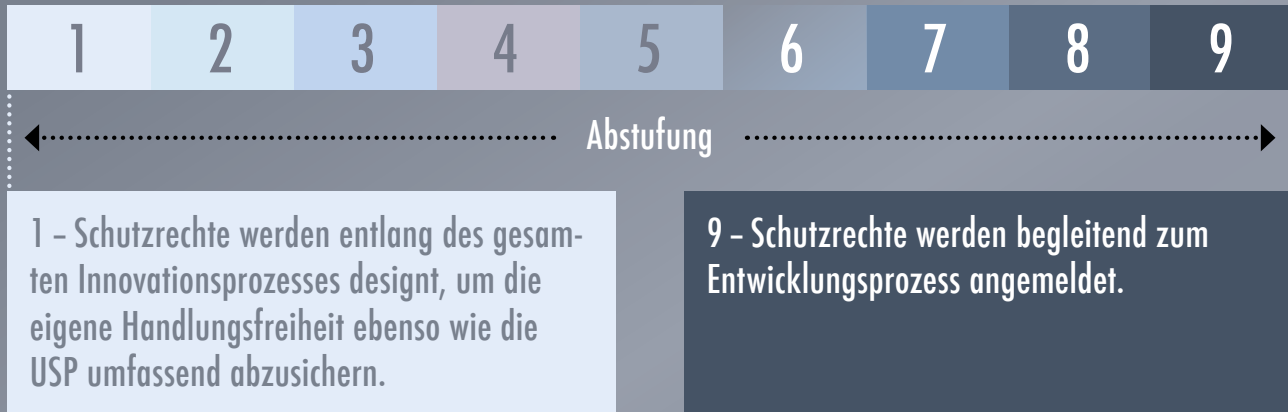 1 2 3 4 5 6 7 8 9
Abstufung
1 – Schutzrechte werden entlang des gesam-
ten Innovationsprozesses designt, um die
eigene Handlungsfreiheit ebenso wie die
USP umfassend abzusichern.
9 – Schutzrechte werden begleitend zum
Entwicklungsprozess angemeldet.